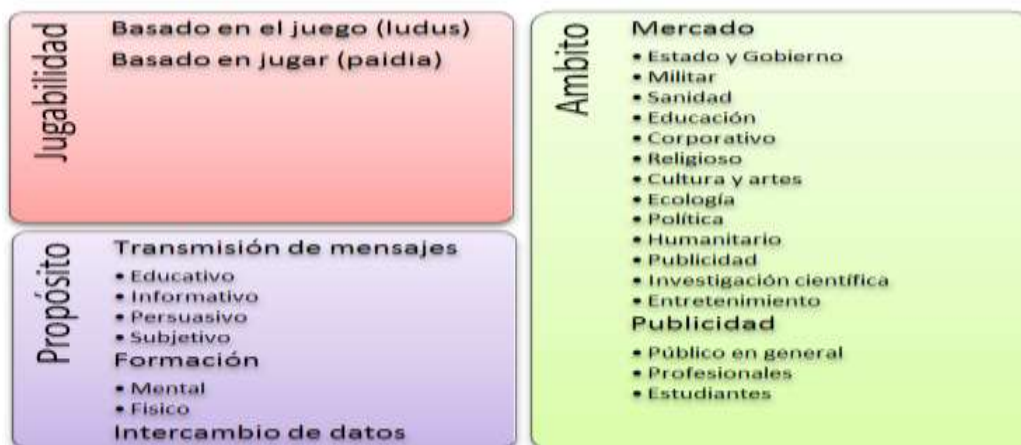 Jugabilidad
Basado en el juego (ludus)
Basado en jugar (paidia)
Propósito
Transmisión de mensajes
• Educativo
• Informativo
• Persuasivo
• Subjetivo
Formación
• Mental
• Fisico
Intercambio de datos
Ambito
Mercado
• Estado y Gobierno
• Militar
• Sanidad
• Educación
• Corporativo
• Religioso
• Cultura y artes
• Ecología
• Política
• Humanitario
• Publicidad
• Investigación científica
• Entretenimiento
Publicidad
• Público en general
• Profesionales
• Estudiantes